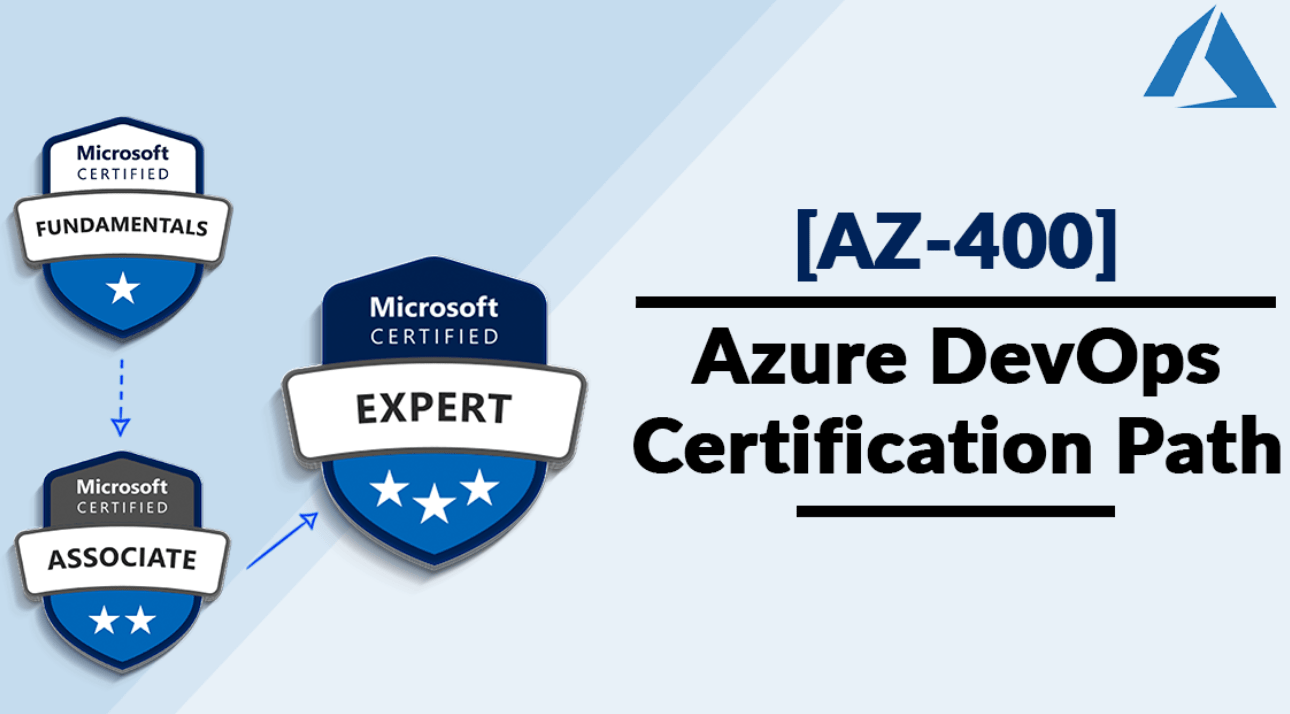 Microsoft
CERTIFIED
FUNDAMENTALS
Microsoft
CERTIFIED
ASSOCIATE
Microsoft
CERTIFIED
EXPERT
[AZ-400]
Azure DevOps
Certification Path